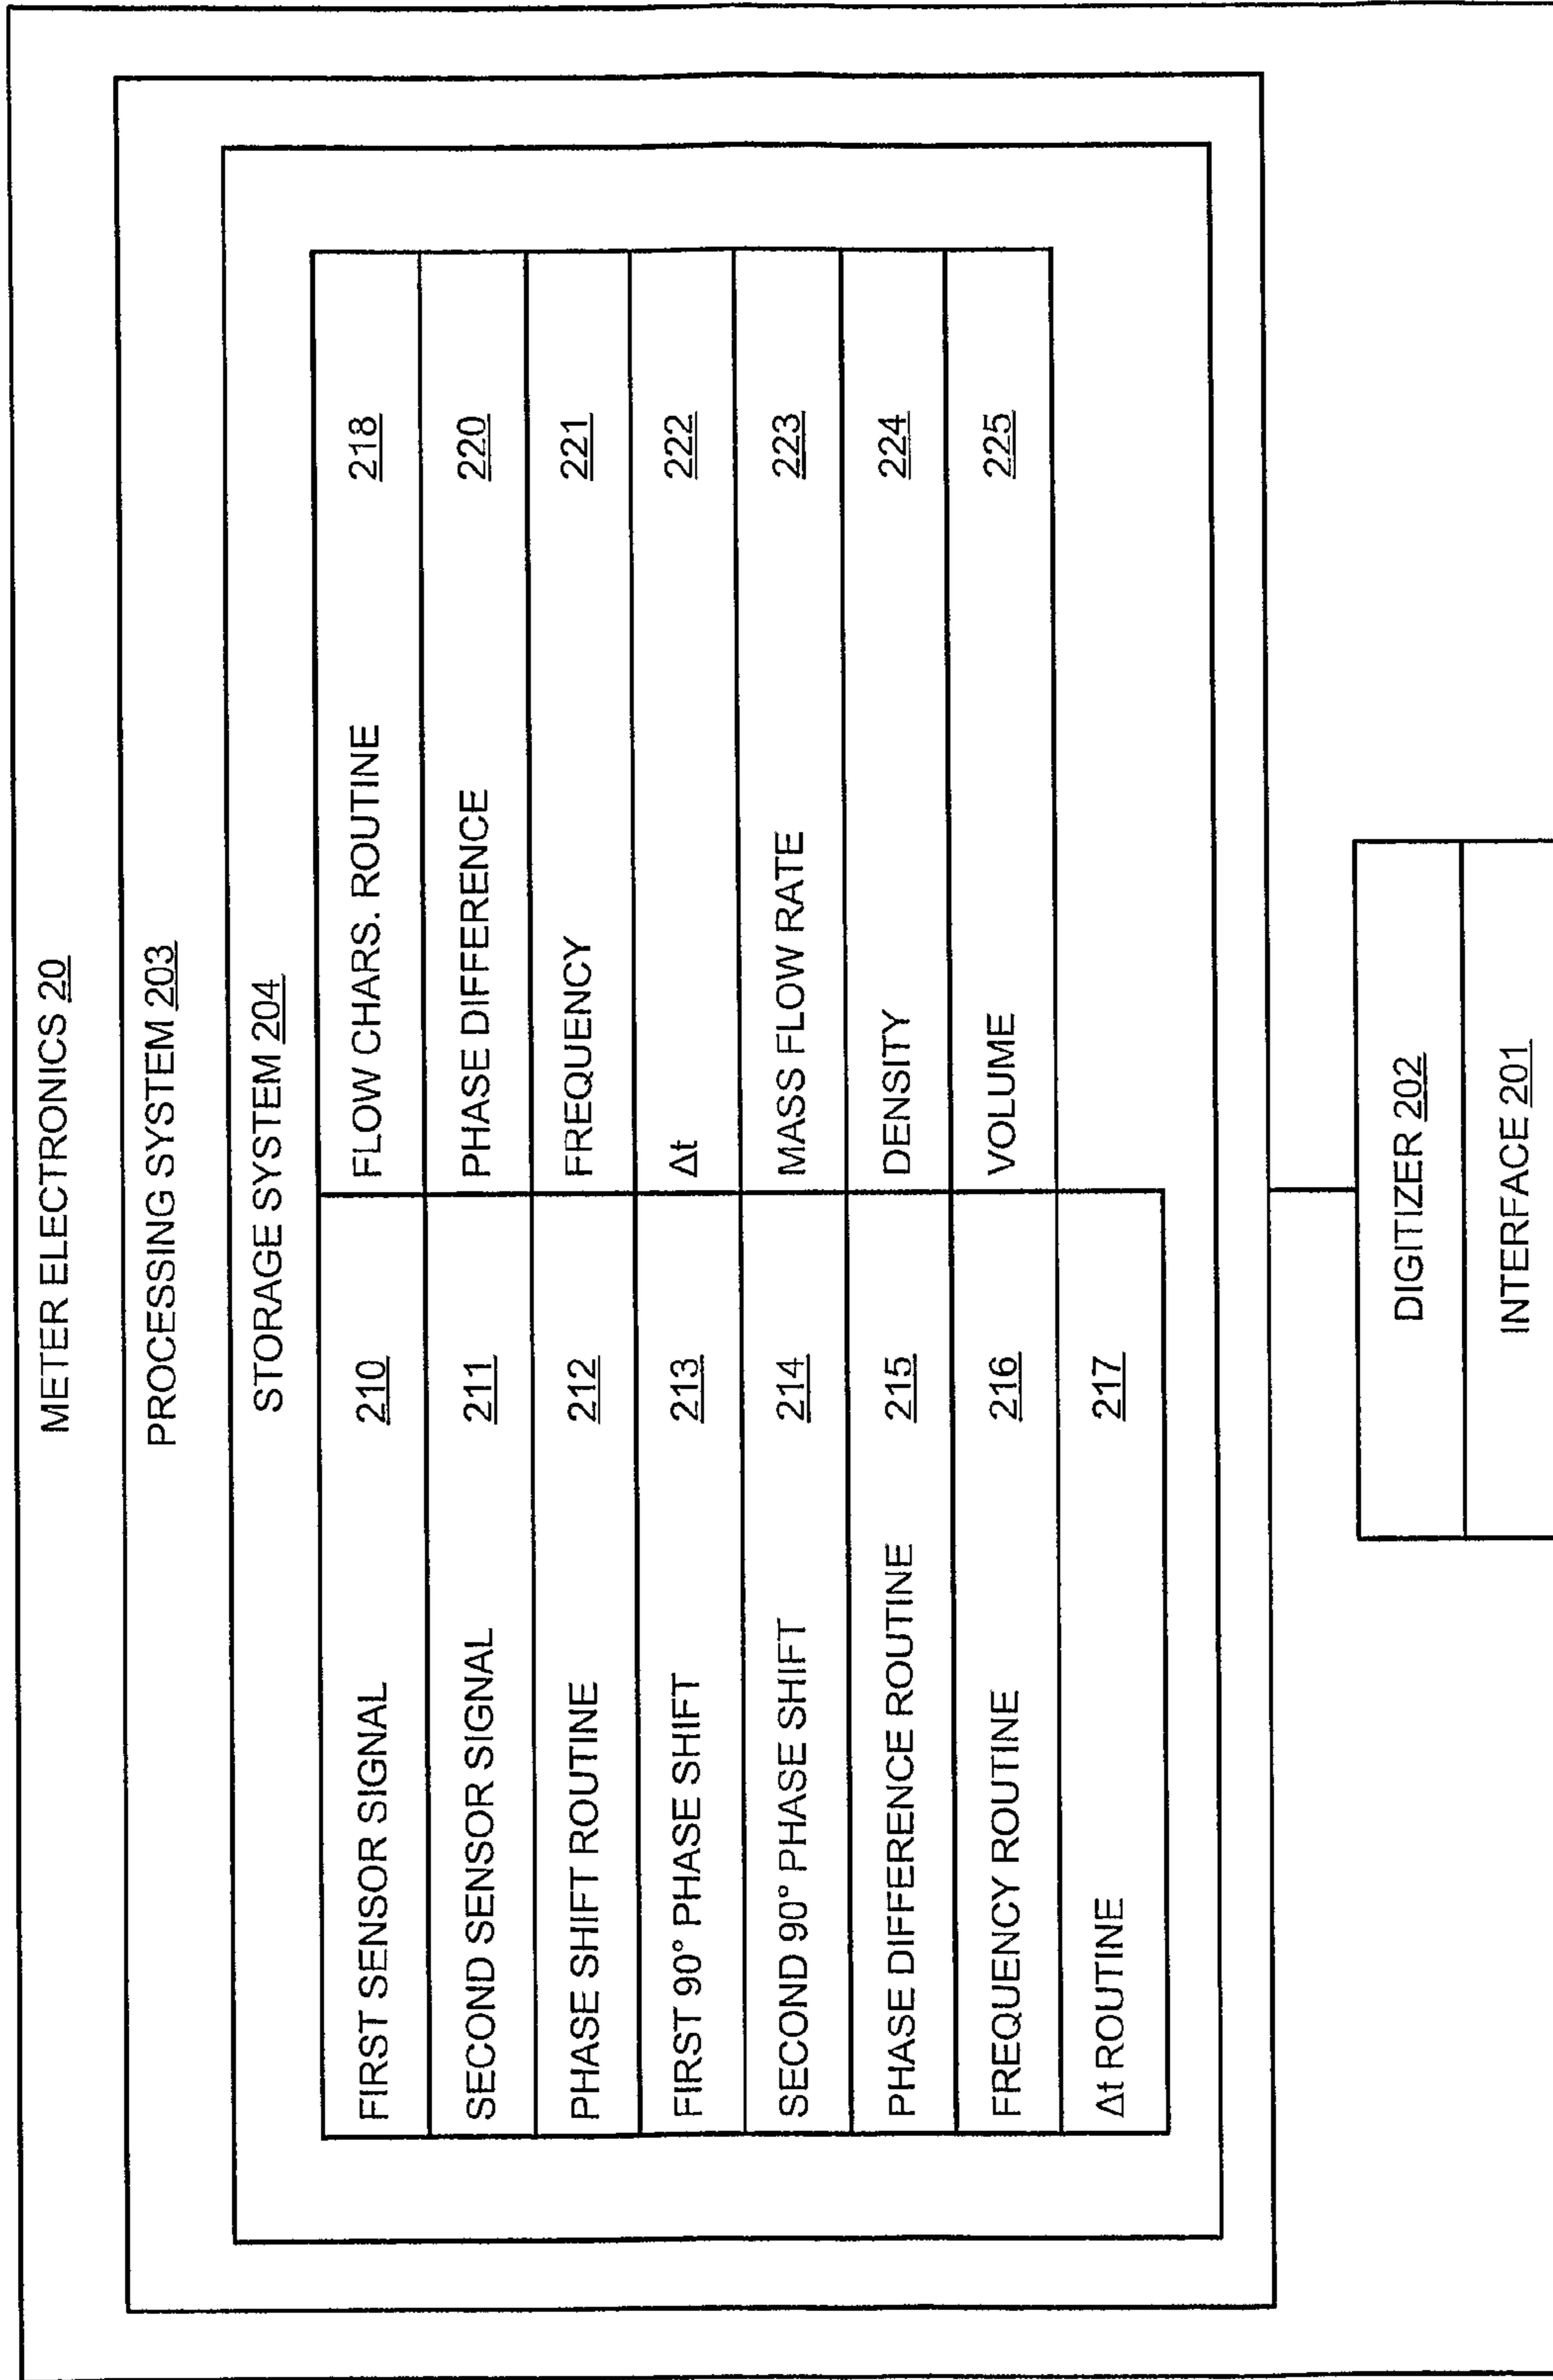 METER ELECTRONICS 20
PROCESSING SYSTEM 203
STORAGE SYSTEM 204
FIRST SENSOR SIGNAL 210
SECOND SENSOR SIGNAL 211
PHASE SHIFT ROUTINE 212
FIRST 90° PHASE SHIFT 213
SECOND 90° PHASE SHIFT 214
PHASE DIFFERENCE ROUTINE 215
FREQUENCY ROUTINE 216
Δt ROUTINE 217
FLOW CHARS. ROUTINE 218
PHASE DIFFERENCE 220
FREQUENCY 221
Δt 222
MASS FLOW RATE 223
DENSITY 224
VOLUME 225
DIGITIZER 202
INTERFACE 201